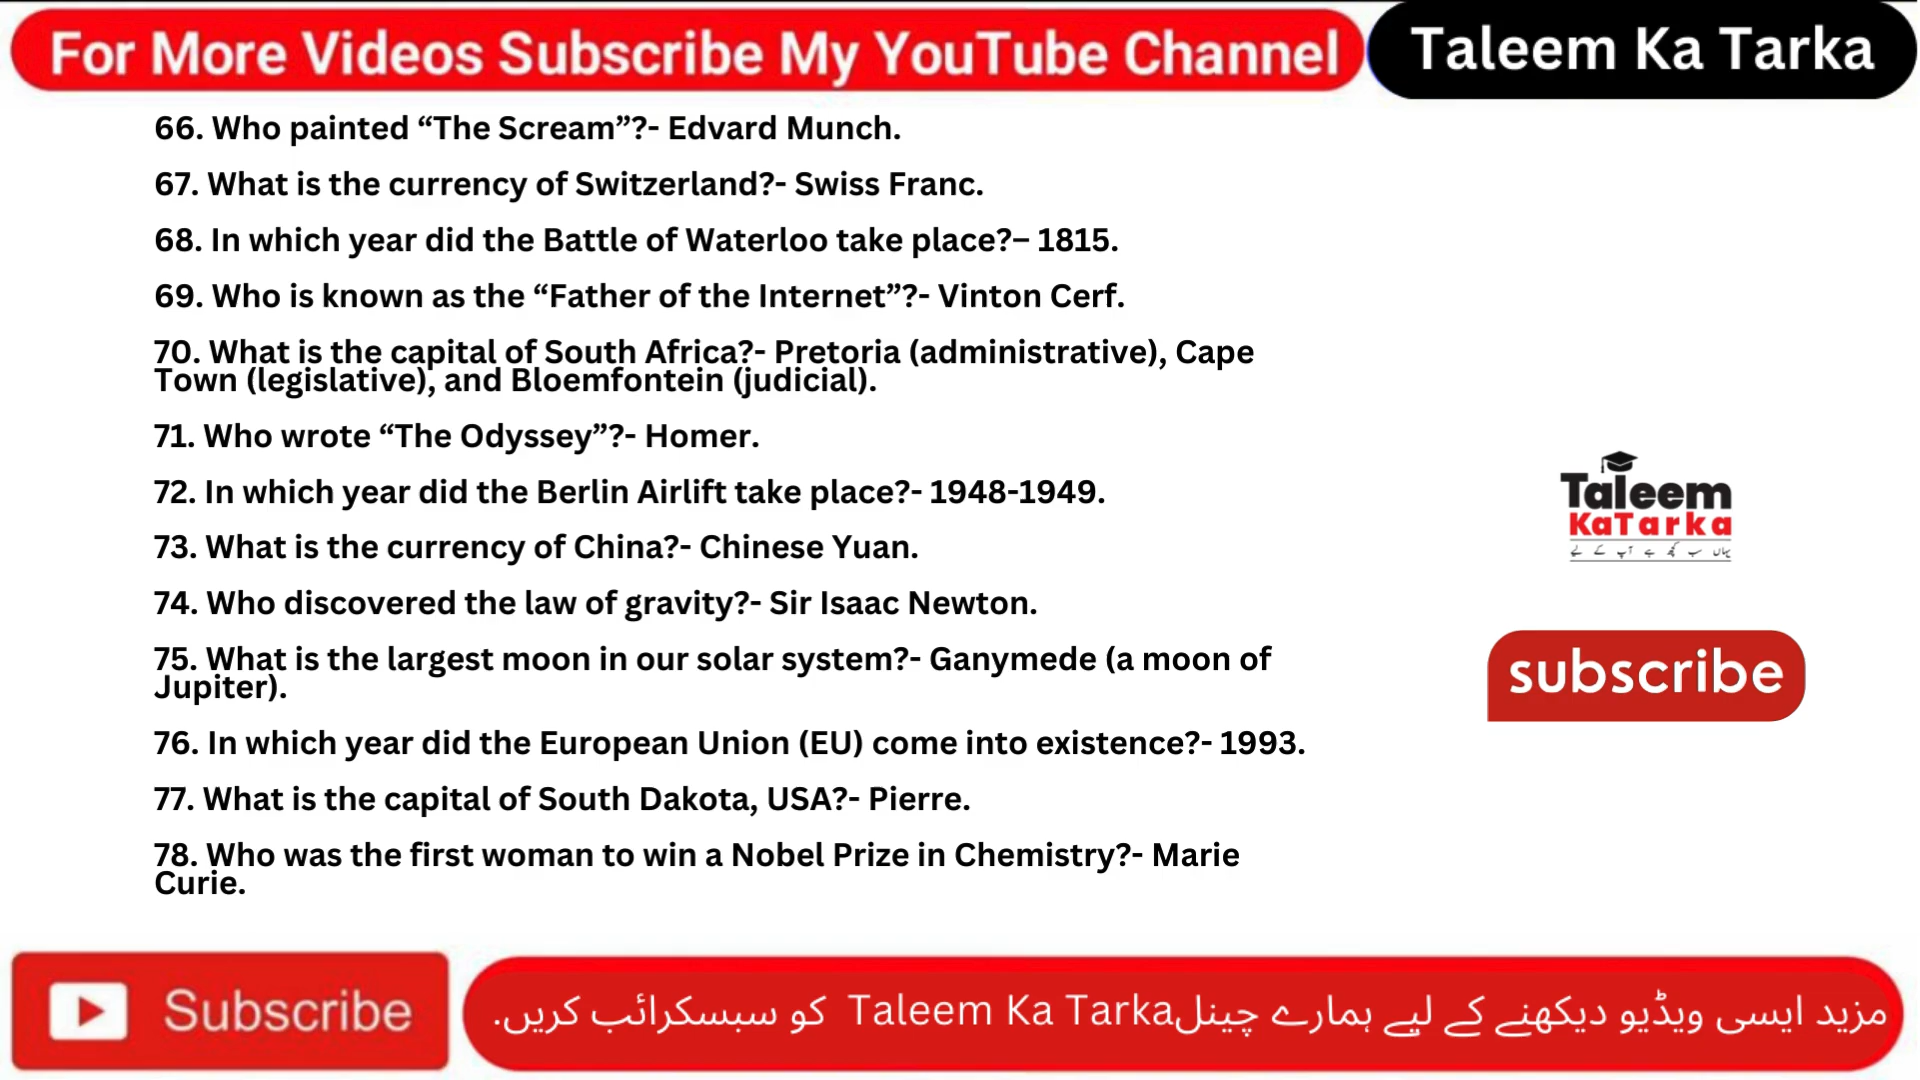 For More Videos Subscribe My YouTube Channel
Taleem Ka Tarka
66. Who painted “The Scream”?- Edvard Munch.
67. What is the currency of Switzerland?- Swiss Franc.
68. In which year did the Battle of Waterloo take place?– 1815.
69. Who is known as the “Father of the Internet”?- Vinton Cerf.
70. What is the capital of South Africa?- Pretoria (administrative), Cape
Town (legislative), and Bloemfontein (judicial).
71. Who wrote “The Odyssey”?- Homer.
72. In which year did the Berlin Airlift take place?- 1948-1949.
73. What is the currency of China?- Chinese Yuan.
74. Who discovered the law of gravity?- Sir Isaac Newton.
75. What is the largest moon in our solar system?- Ganymede (a moon of
Jupiter).
76. In which year did the European Union (EU) come into existence?- 1993.
77. What is the capital of South Dakota, USA?- Pierre.
78. Who was the first woman to win a Nobel Prize in Chemistry?- Marie
Curie.
Taleem
KaTarka
یہاں سب کچھ ہے آپ کے لیے
subscribe
Subscribe
مزید ایسی ویڈیو دیکھنے کے لیے ہمارے چینل Taleem Ka Tarka کو سبسکرائب کریں.